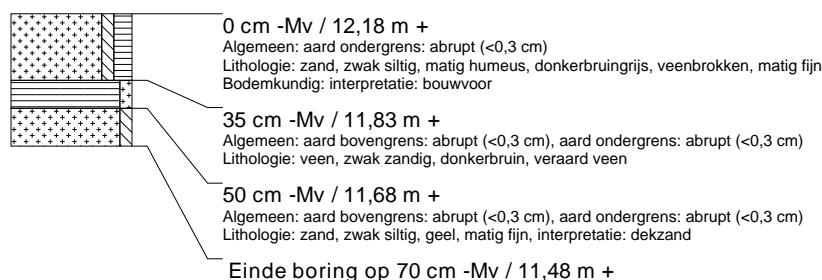 0 cm -Mv / 12,18 m +
Algemeen: aard ondergrens: abrupt (<0,3 cm)
Lithologie: zand, zwak siltig, matig humeus, donkerbruingrijs, veenbrokken, matig fijn
Bodemkundig: interpretatie: bouwvoor
35 cm -Mv / 11,83 m +
Algemeen: aard bovengrens: abrupt (<0,3 cm), aard ondergrens: abrupt (<0,3 cm)
Lithologie: veen, zwak zandig, donkerbruin, veraard veen
50 cm -Mv / 11,68 m +
Algemeen: aard bovengrens: abrupt (<0,3 cm), aard ondergrens: abrupt (<0,3 cm)
Lithologie: zand, zwak siltig, geel, matig fijn, interpretatie: dekzand
Einde boring op 70 cm -Mv / 11,48 m +